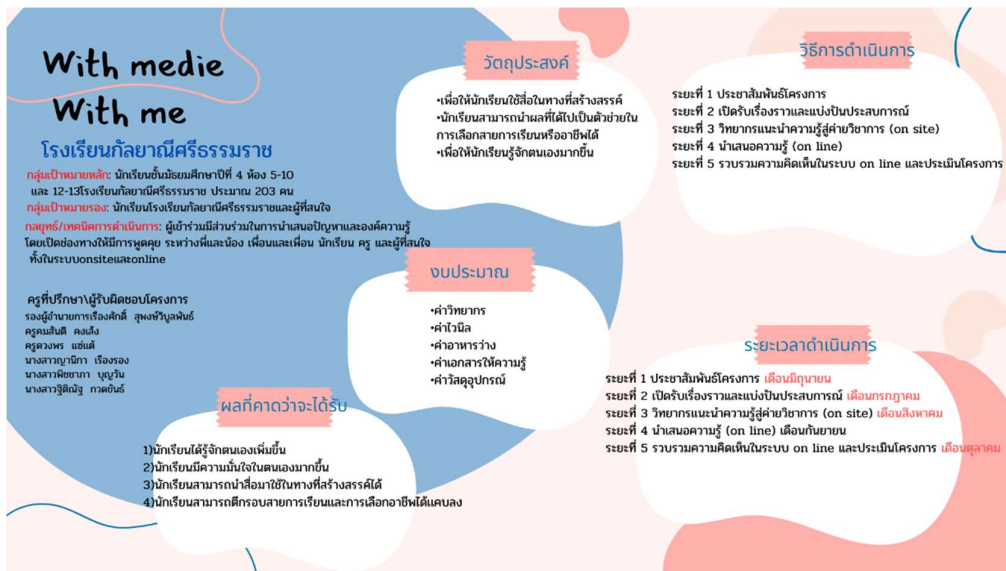 With medie
With me
โรงเรียนกัลยาณีศรีธรรมราช
กลุ่มเป้าหมายหลัก: นักเรียนชั้นมัธยมศึกษาปีที่ 4 ห้อง 5-10
และ 12-13โรงเรียนกัลยาณีศรีธรรมราช ประมาณ 203 คน
กลุ่มเป้าหมายรอง: นักเรียนโรงเรียนกัลยาณีศรีธรรมราชและผู้ที่สนใจ
กลยุทธ์/เทคนิคการดำเนินการ: ผู้เข้าร่วมมีส่วนร่วมในการนำเสนอปัญหาและองค์ความรู้
โดยเปิดช่องทางให้มีการพูดคุย ระหว่างพี่และน้อง เพื่อนและเพื่อน นักเรียน ครู และผู้ที่สนใจ
ทั้งในระบบonsiteและonline
ครูที่ปรึกษา\ผู้รับผิดชอบโครงการ
รองผู้อำนวยการเรืองศักดิ์ สุพงษ์วิบูลพันธ์
ครูคมสันติ คงเส้ง
ครูดวงพร แซ่แต้
นางสาวญาณิกา เรืองรอง
นางสาวพิชชาภา บุญวัน
นางสาวฐิติณัฐ กวดขันธ์
วัตถุประสงค์
•เพื่อให้นักเรียนใช้สื่อในทางที่สร้างสรรค์
•นักเรียนสามารถนำผลที่ได้ไปเป็นตัวช่วยใน
การเลือกสายการเรียนหรืออาชีพได้
•เพื่อให้นักเรียนรู้จักตนเองมากขึ้น
งบประมาณ
•ค่าวิทยากร
•ค่าไวนิล
•ค่าอาหารว่าง
•ค่าเอกสารให้ความรู้
•ค่าวัสดุอุปกรณ์
ผลที่คาดว่าจะได้รับ
1)นักเรียนได้รู้จักตนเองเพิ่มขึ้น
2)นักเรียนมีความมั่นใจในตนเองมากขึ้น
3)นักเรียนสามารถนำสื่อมาใช้ในทางที่สร้างสรรค์ได้
4)นักเรียนสามารถตีกรอบสายการเรียนและการเลือกอาชีพได้แคบลง
วิธีการดำเนินการ
ระยะที่ 1 ประชาสัมพันธ์โครงการ
ระยะที่ 2 เปิดรับเรื่องราวและแบ่งปันประสบการณ์
ระยะที่ 3 วิทยากรแนะนำความรู้สู่ค่ายวิชาการ (on site)
ระยะที่ 4 นำเสนอความรู้ (on line)
ระยะที่ 5 รวบรวมความคิดเห็นในระบบ on line และประเมินโครงการ
ระยะเวลาดำเนินการ
ระยะที่ 1 ประชาสัมพันธ์โครงการ เดือนมิถุนายน
ระยะที่ 2 เปิดรับเรื่องราวและแบ่งปันประสบการณ์ เดือนกรกฎาคม
ระยะที่ 3 วิทยากรแนะนำความรู้สู่ค่ายวิชาการ (on site) เดือนสิงหาคม
ระยะที่ 4 นำเสนอความรู้ (on line) เดือนกันยายน
ระยะที่ 5 รวบรวมความคิดเห็นในระบบ on line และประเมินโครงการ เดือนตุลาคม